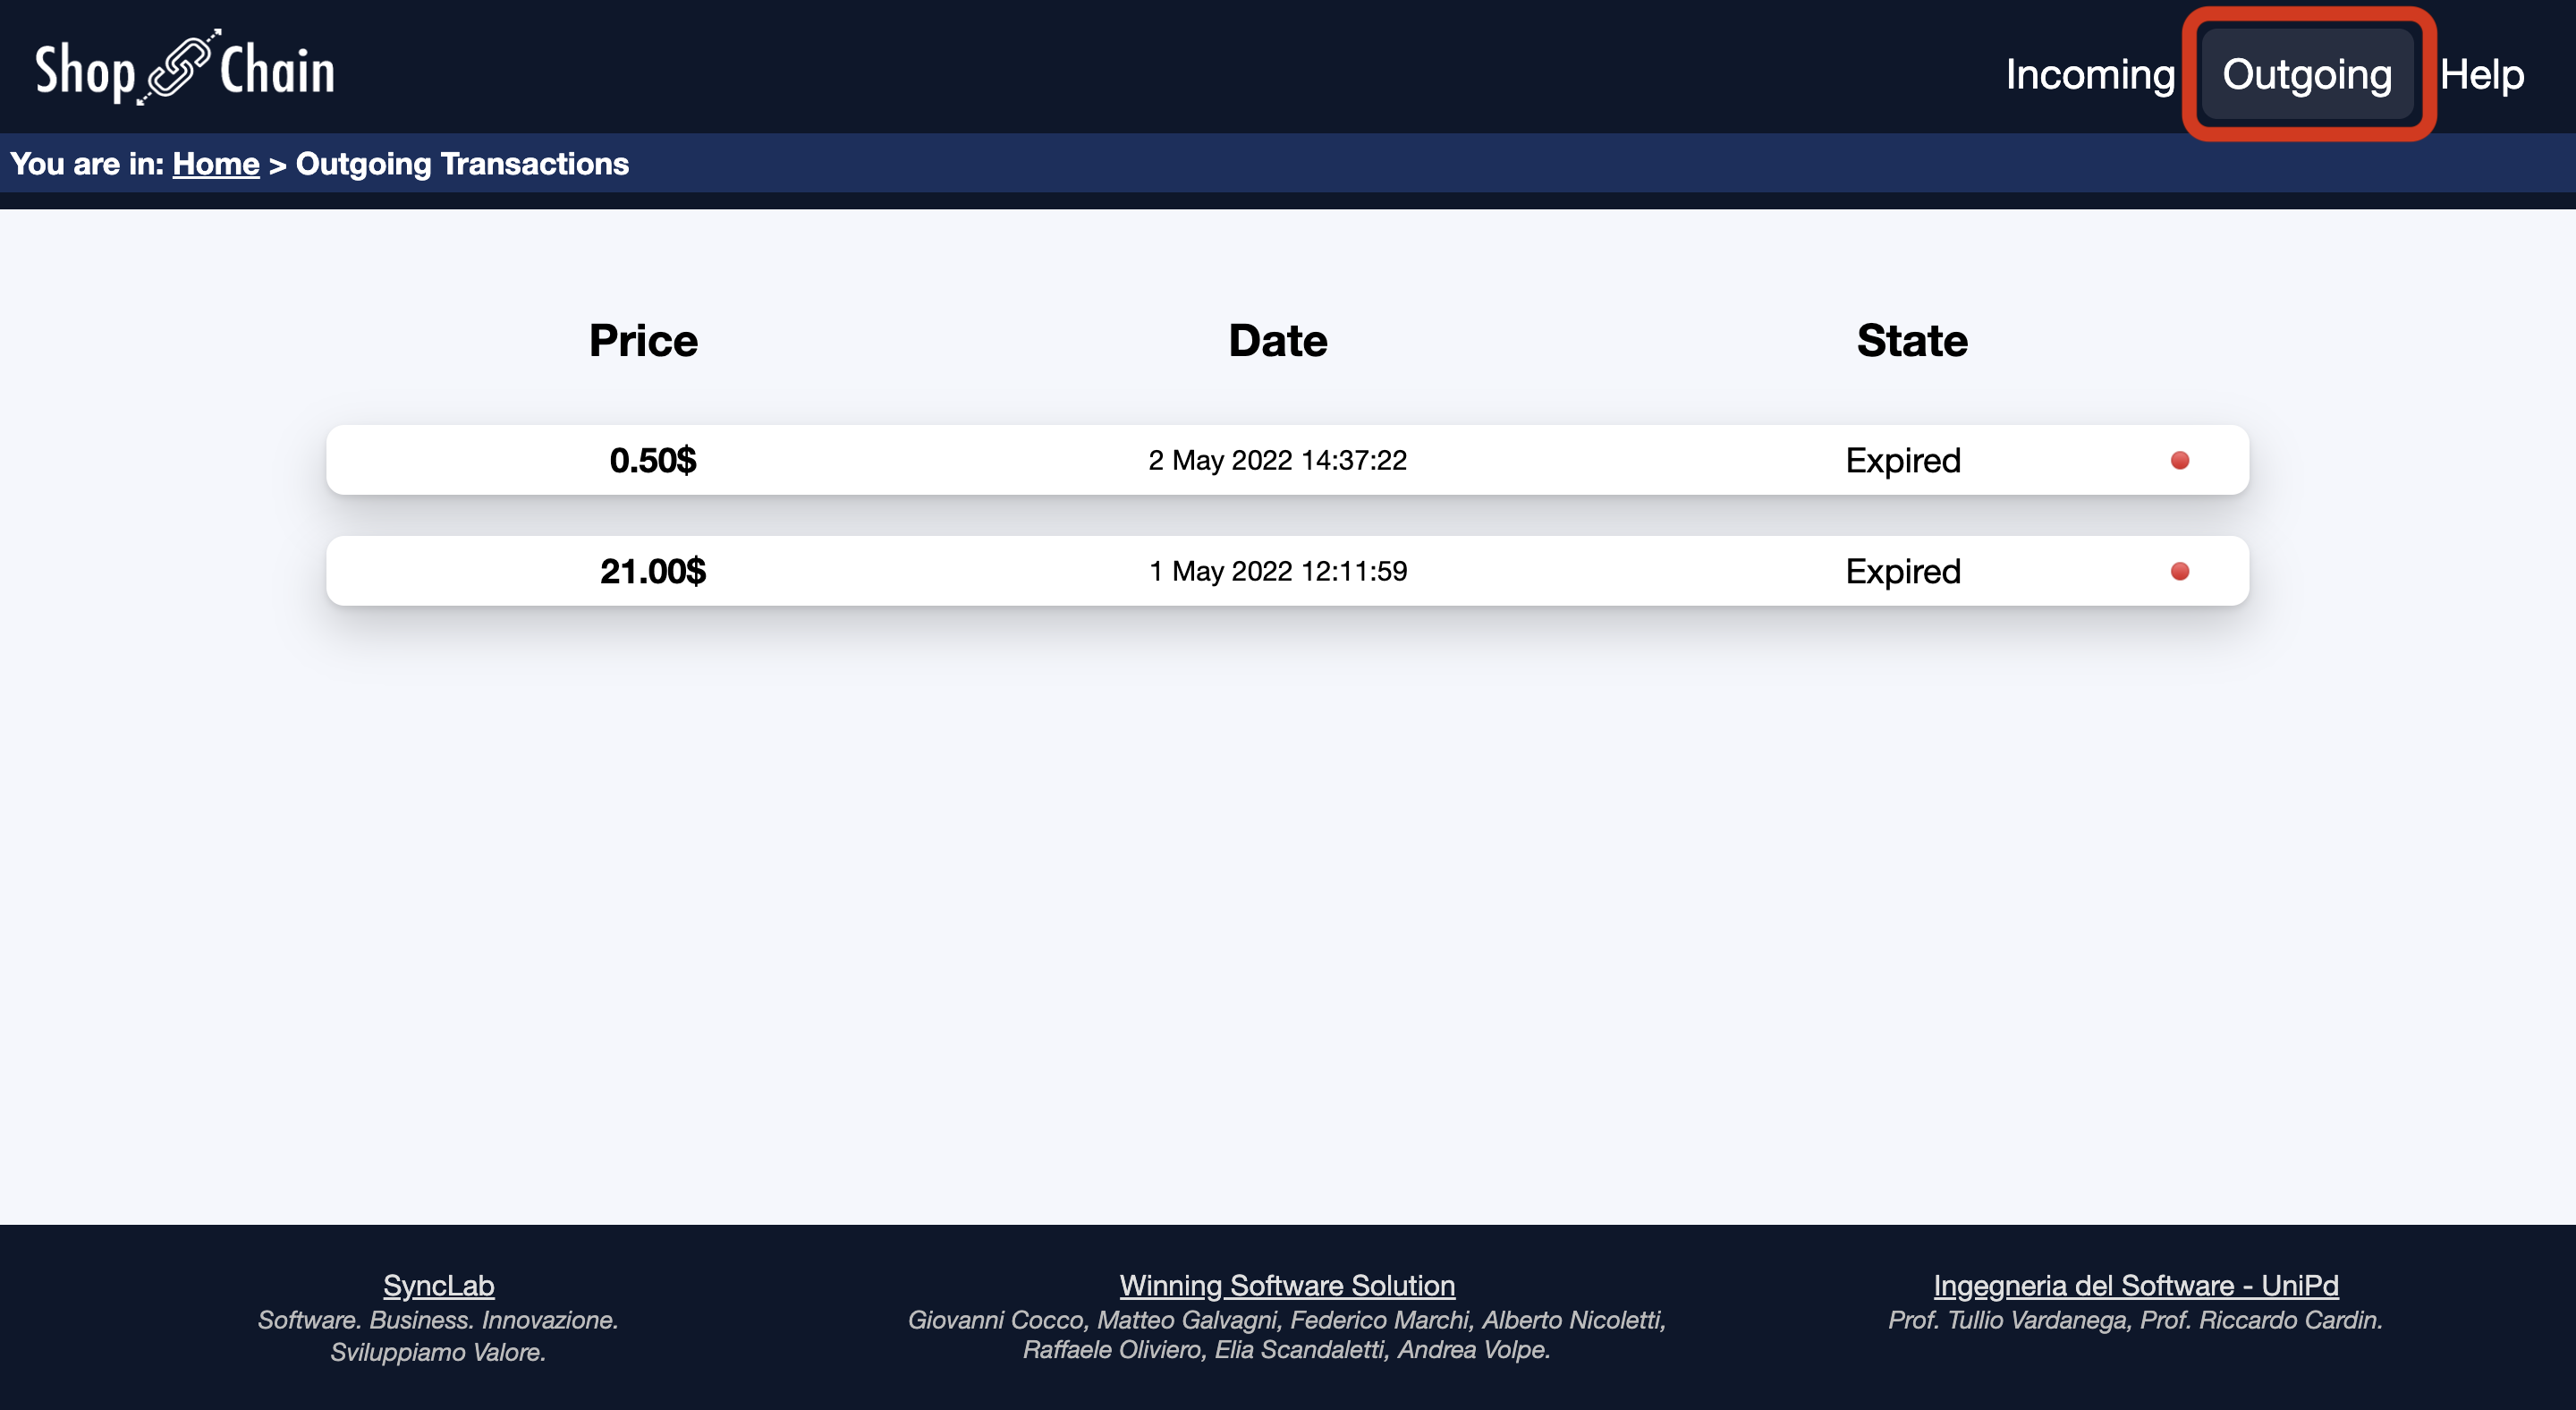 Shop Chain
Incoming Outgoing Help
You are in: Home > Outgoing Transactions
Price Date State
0.50$ 2 May 2022 14:37:22 Expired
21.00$ 1 May 2022 12:11:59 Expired
SyncLab
Software. Business. Innovazione.
Sviluppiamo Valore.
Winning Software Solution
Giovanni Cocco, Matteo Galvagni, Federico Marchi, Alberto Nicoletti,
Raffaele Oliviero, Elia Scandaletti, Andrea Volpe.
Ingegneria del Software - UniPd
Prof. Tullio Vardanega, Prof. Riccardo Cardin.